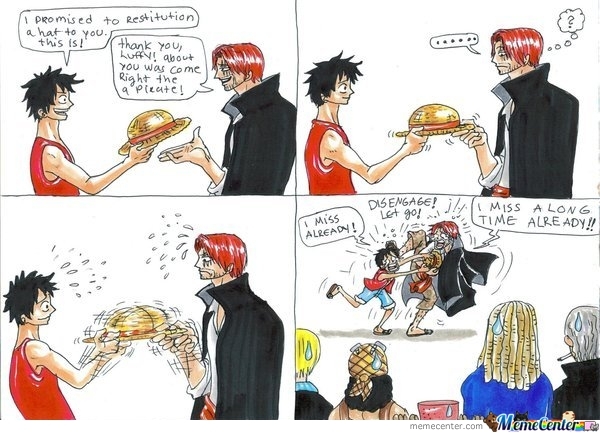 I PROMISED TO RESTITUTION
A HAT TO YOU.
THIS IS!
THANK YOU,
LUFFY! ABOUT
YOU WAS COME
RIGHT THE
A PIRATE!
......
?
I MISS
ALREADY!
DISENGAGE!
LET GO!
I MISS A LONG
TIME ALREADY!!
memecenter.com
MemeCenter